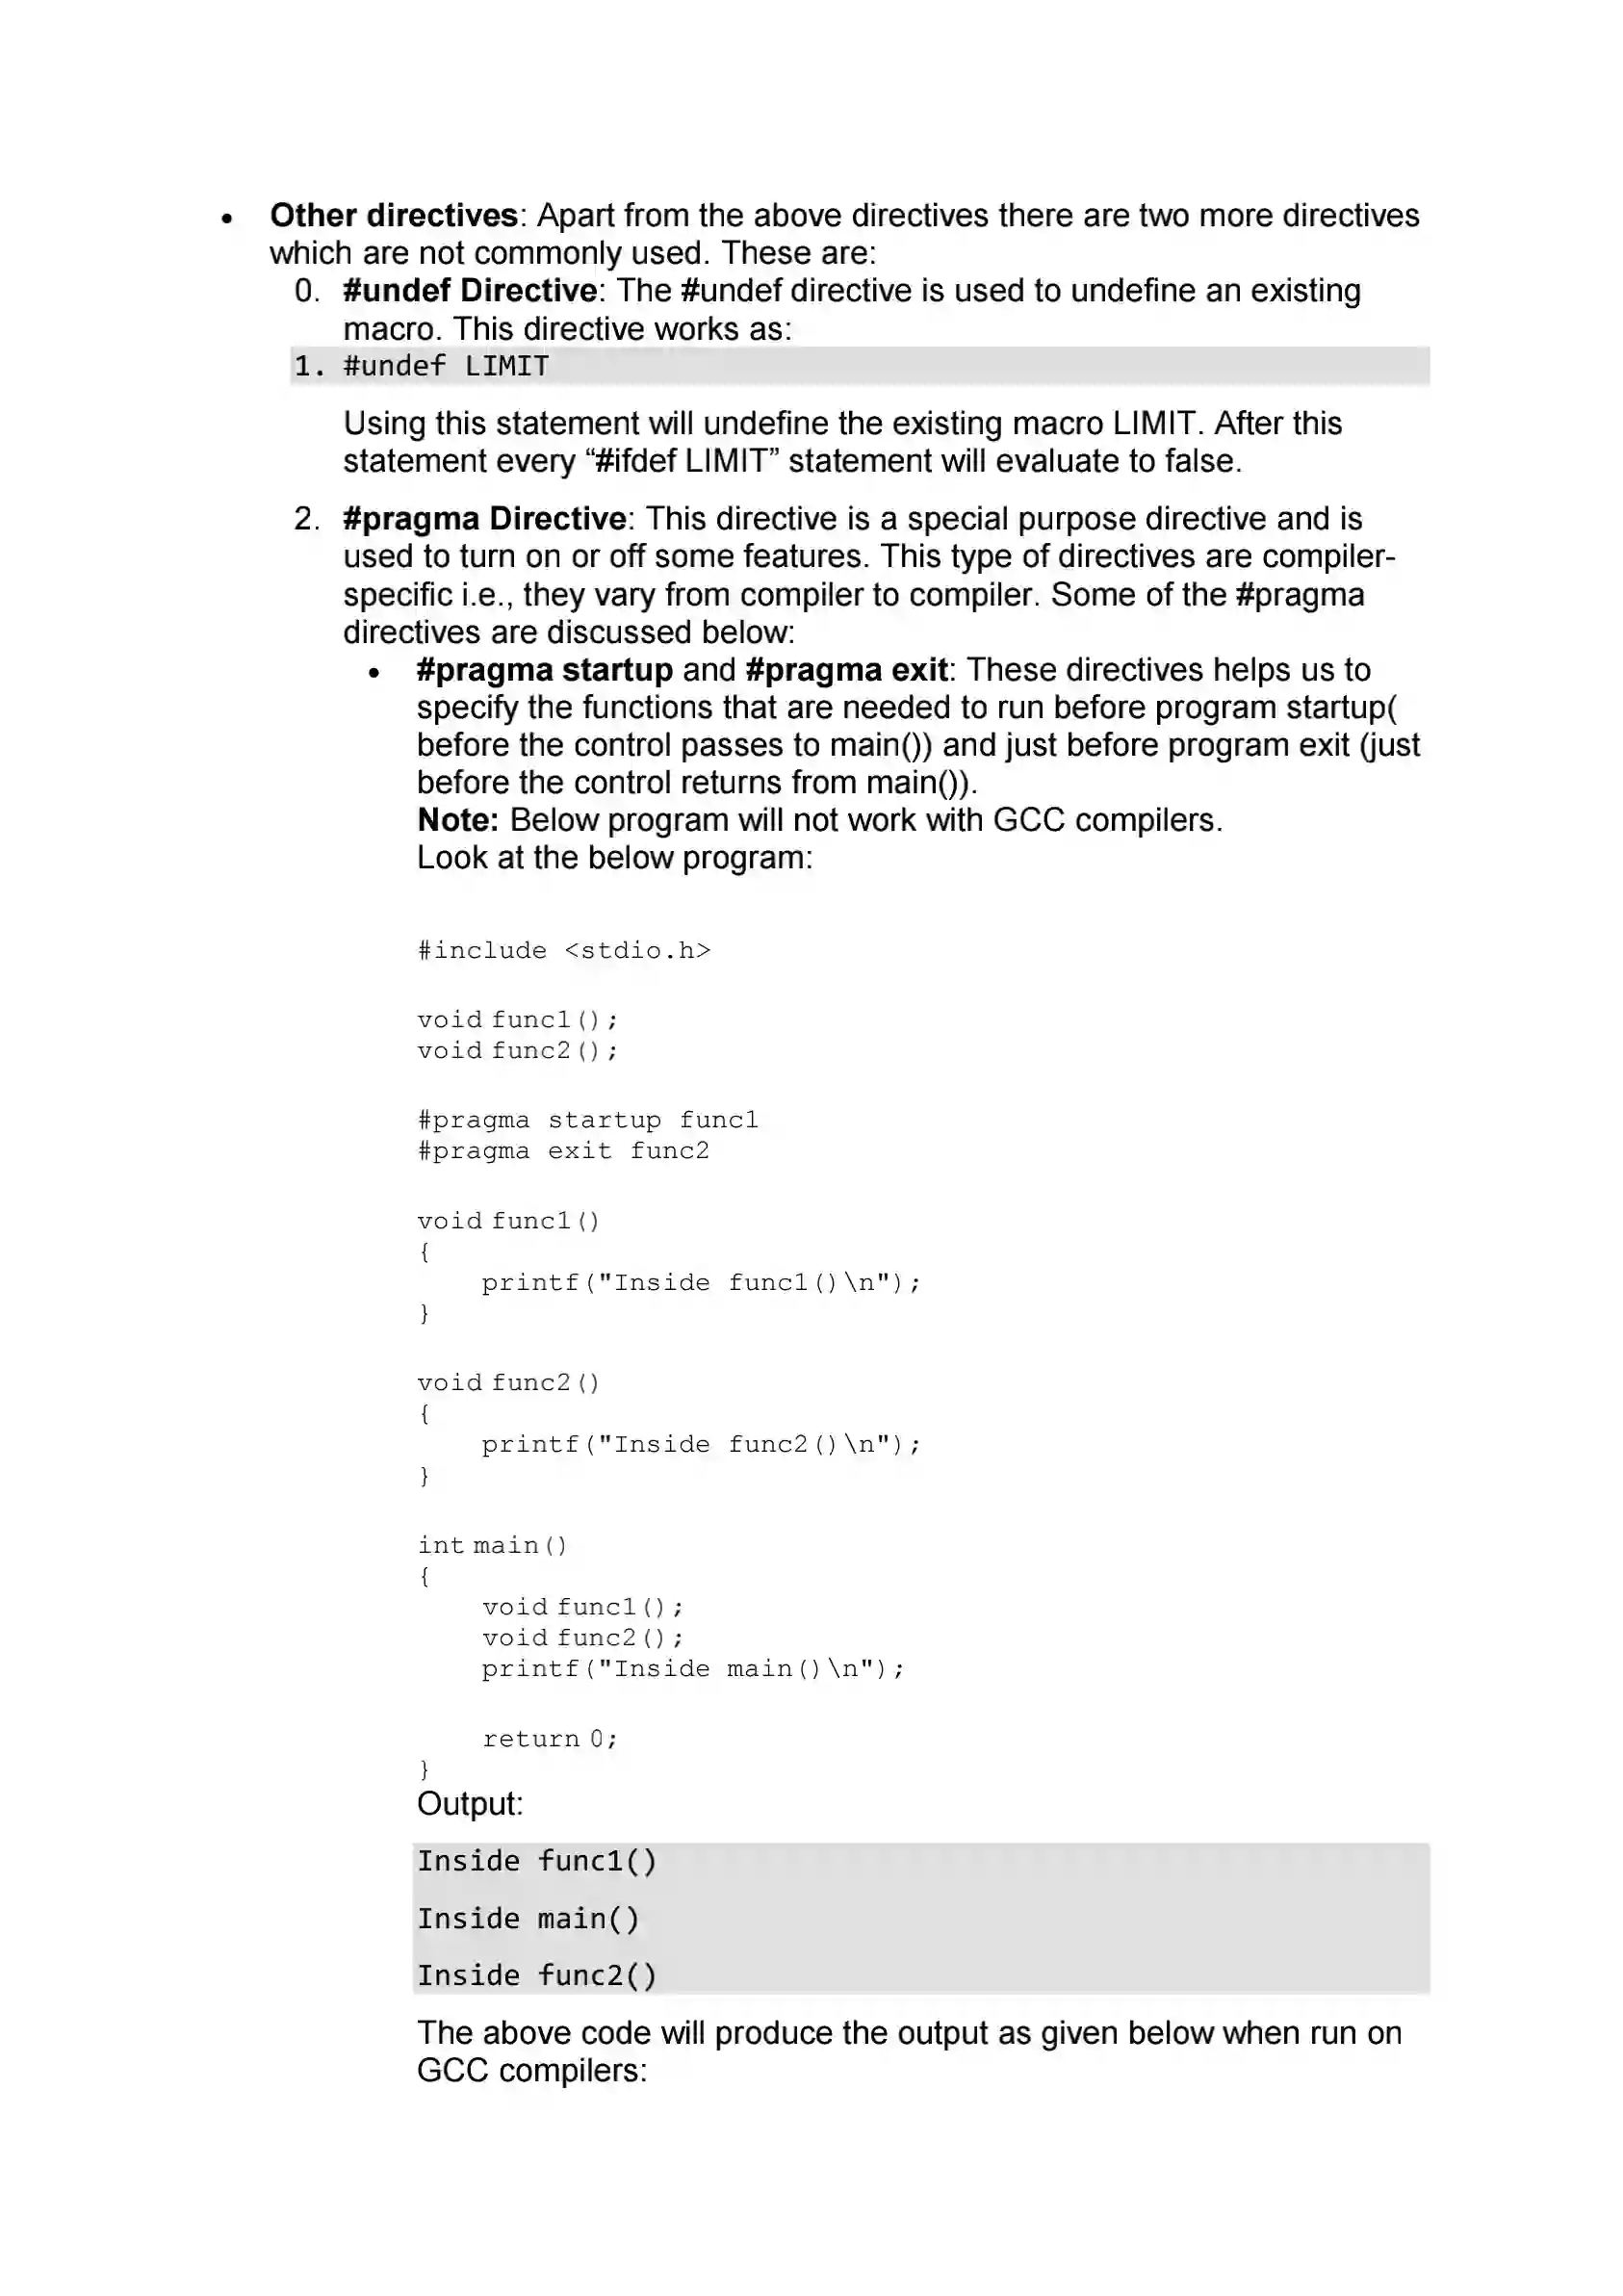 • Other directives: Apart from the above directives there are two more directives
which are not commonly used. These are:
0. #undef Directive: The #undef directive is used to undefine an existing
macro. This directive works as:
1. #undef LIMIT
Using this statement will undefine the existing macro LIMIT. After this
statement every “#ifdef LIMIT” statement will evaluate to false.
2. #pragma Directive: This directive is a special purpose directive and is
used to turn on or off some features. This type of directives are compiler-
specific i.e., they vary from compiler to compiler. Some of the #pragma
directives are discussed below:
• #pragma startup and #pragma exit: These directives helps us to
specify the functions that are needed to run before program startup(
before the control passes to main()) and just before program exit (just
before the control returns from main()).
Note: Below program will not work with GCC compilers.
Look at the below program:
#include <stdio.h>
void func1();
void func2();
#pragma startup func1
#pragma exit func2
void func1()
{
    printf("Inside func1()\n");
}
void func2()
{
    printf("Inside func2()\n");
}
int main()
{
    void func1();
    void func2();
    printf("Inside main()\n");
    return 0;
}
Output:
Inside func1()
Inside main()
Inside func2()
The above code will produce the output as given below when run on
GCC compilers: